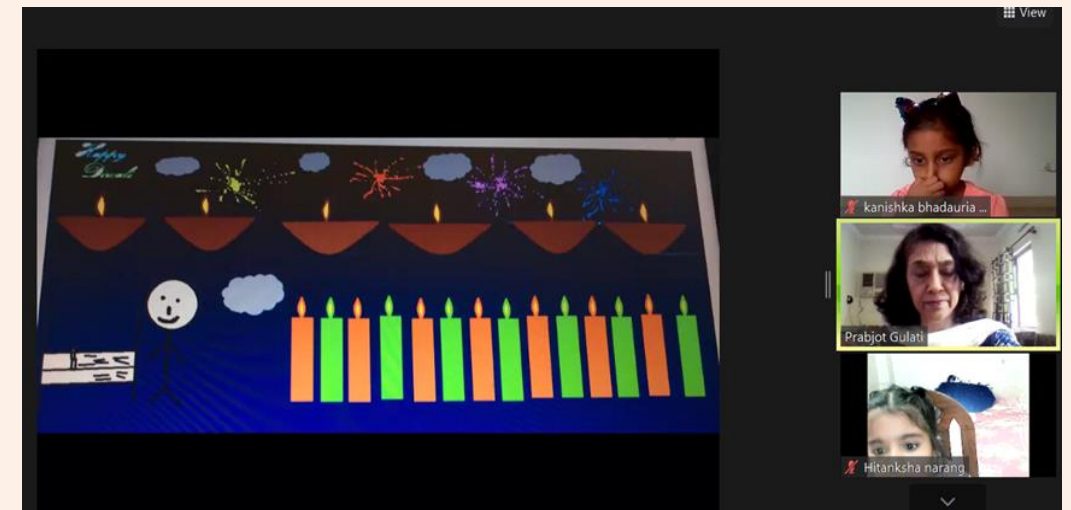 View
Happy
Diwali
kanishka bhadauria ...
Prabjot Gulati
Hitanksha narang